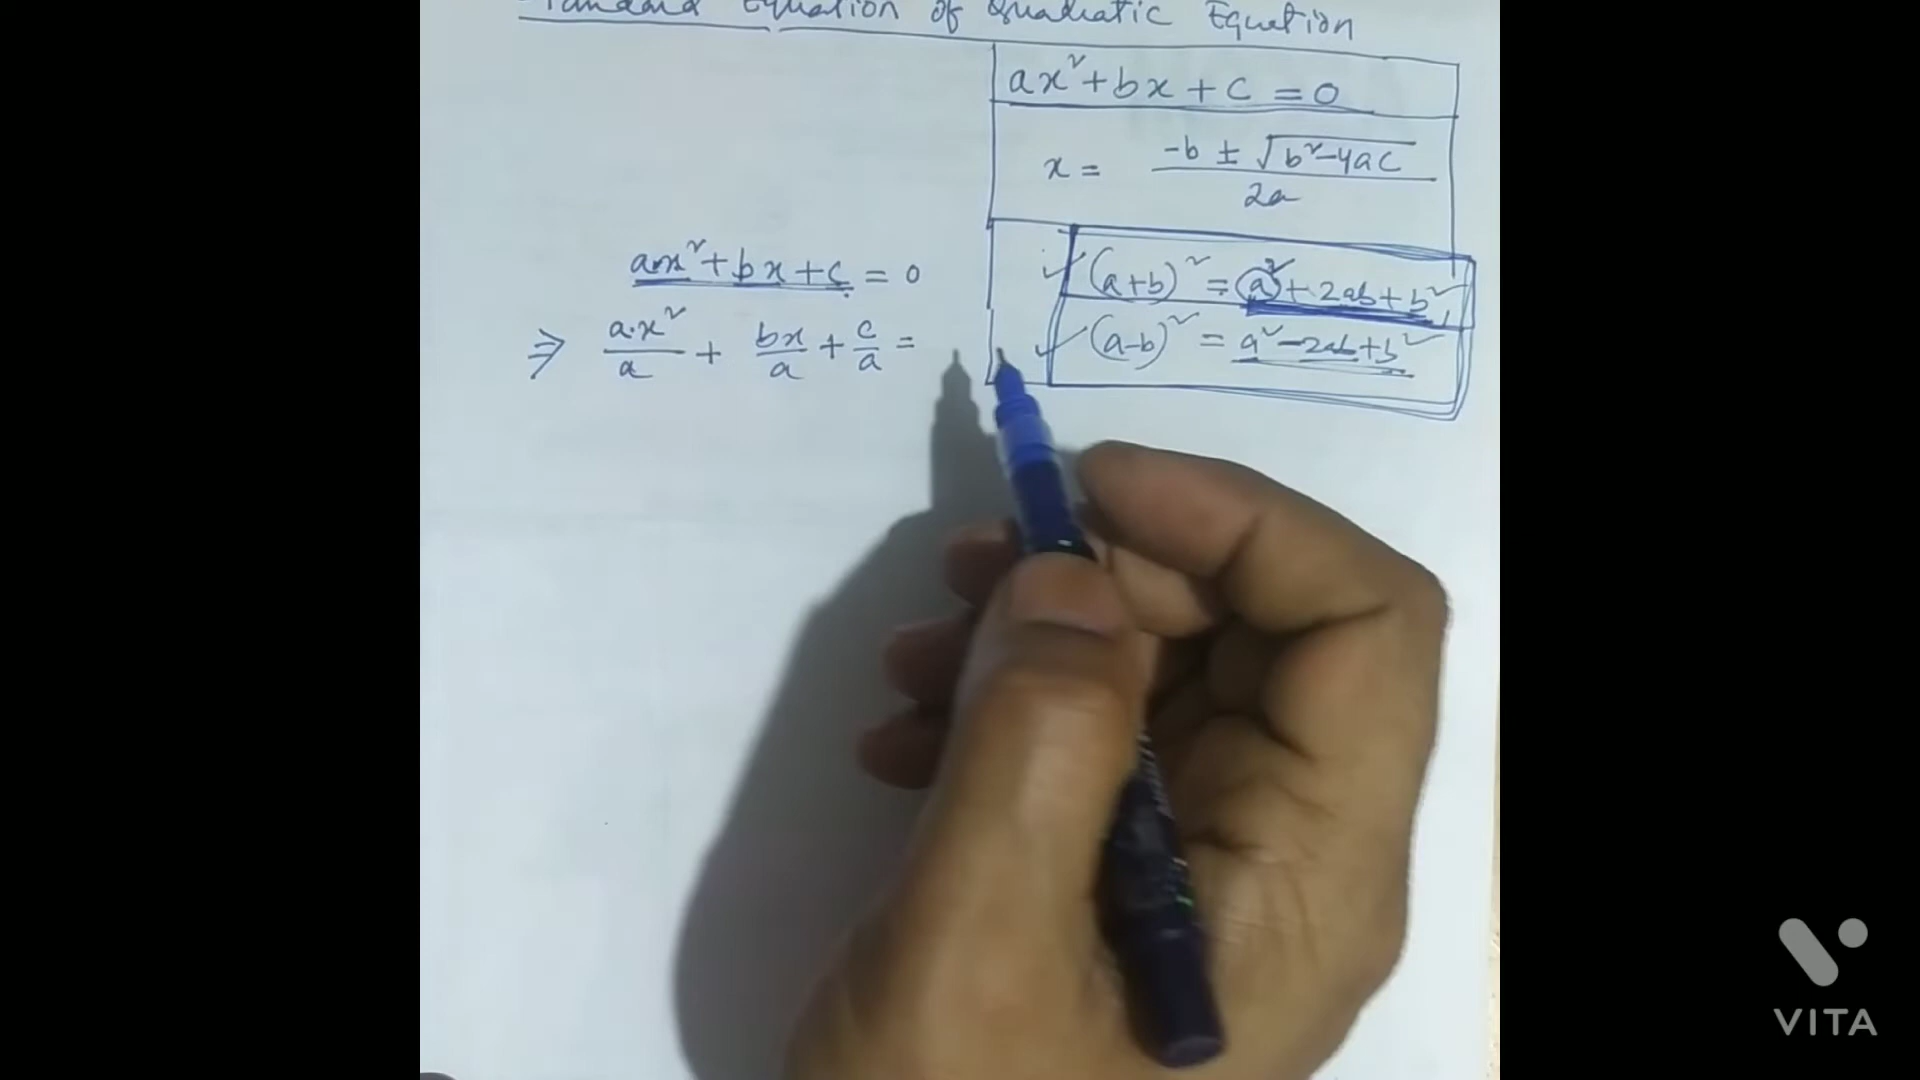 Standard Equation of Quadratic Equation
ax² + bx + c = 0
x = -b ± √b²-4ac / 2a
(a+b)² = a² + 2ab + b²
(a-b)² = a² - 2ab + b²
a·x² + bx + c = 0
⇒ a·x²/a + bx/a + c/a =
VITA